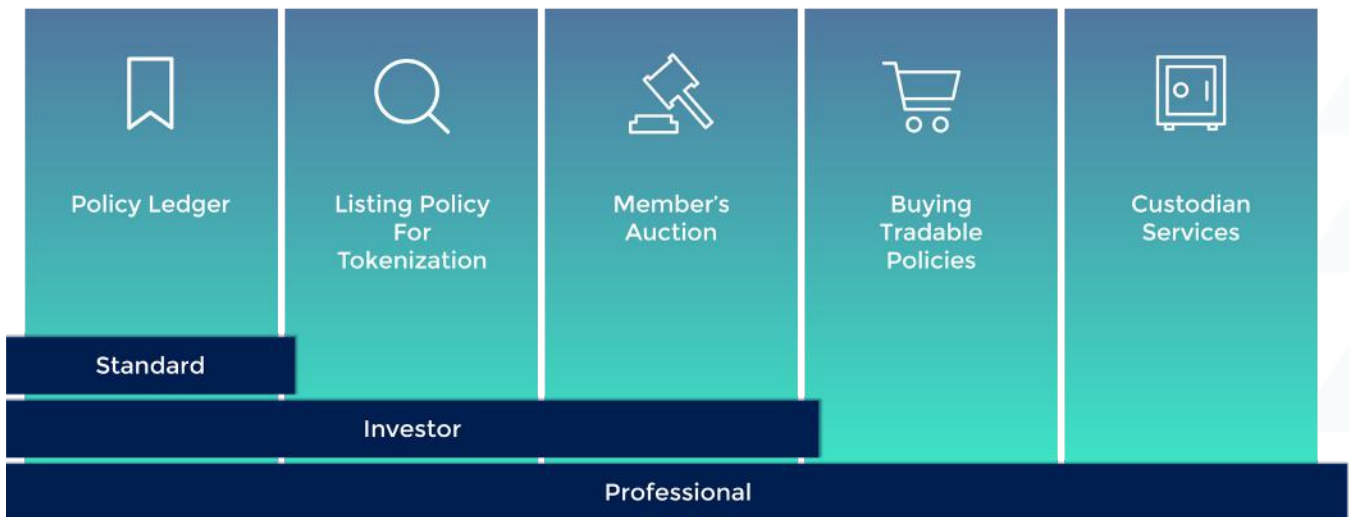 Policy Ledger
Listing Policy
For
Tokenization
Member's
Auction
Buying
Tradable
Policies
Custodian
Services
Standard
Investor
Professional